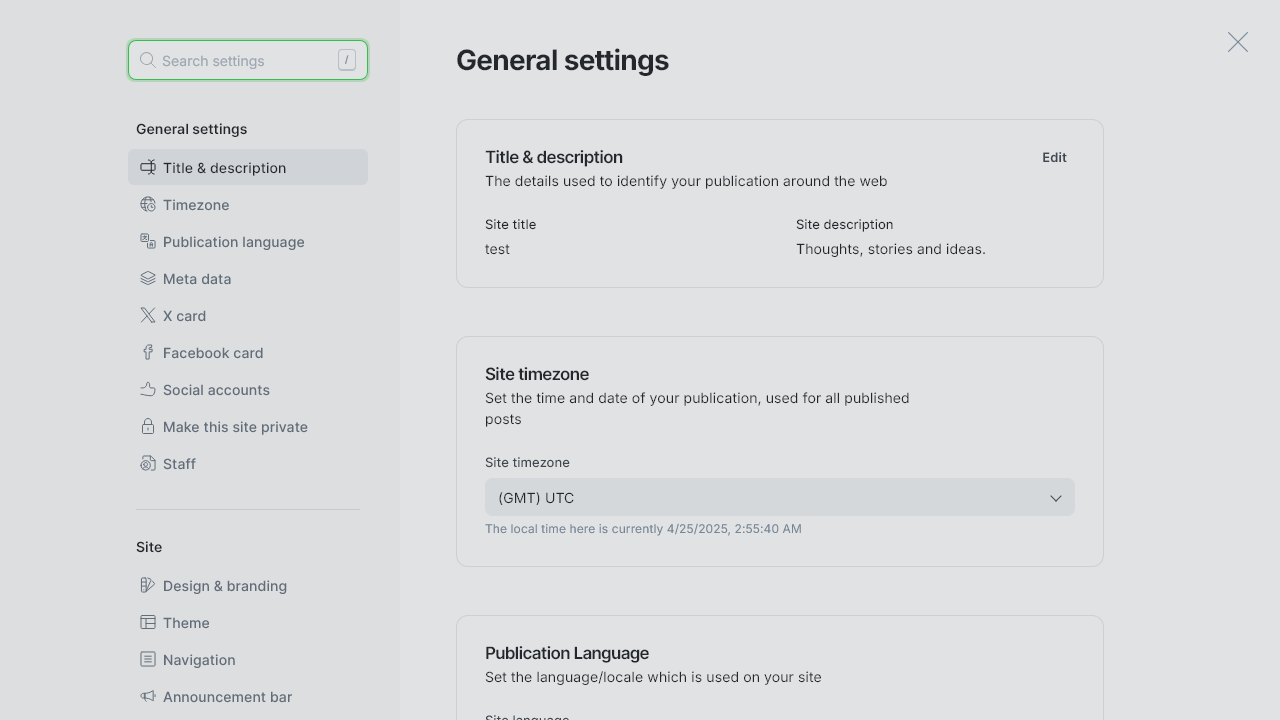 Search settings /
General settings
Title & description
Timezone
Publication language
Meta data
X card
Facebook card
Social accounts
Make this site private
Staff
Site
Design & branding
Theme
Navigation
Announcement bar
General settings
Title & description
Edit
The details used to identify your publication around the web
Site title
test
Site description
Thoughts, stories and ideas.
Site timezone
Set the time and date of your publication, used for all published
posts
Site timezone
(GMT) UTC
The local time here is currently 4/25/2025, 2:55:40 AM
Publication Language
Set the language/locale which is used on your site
Site language